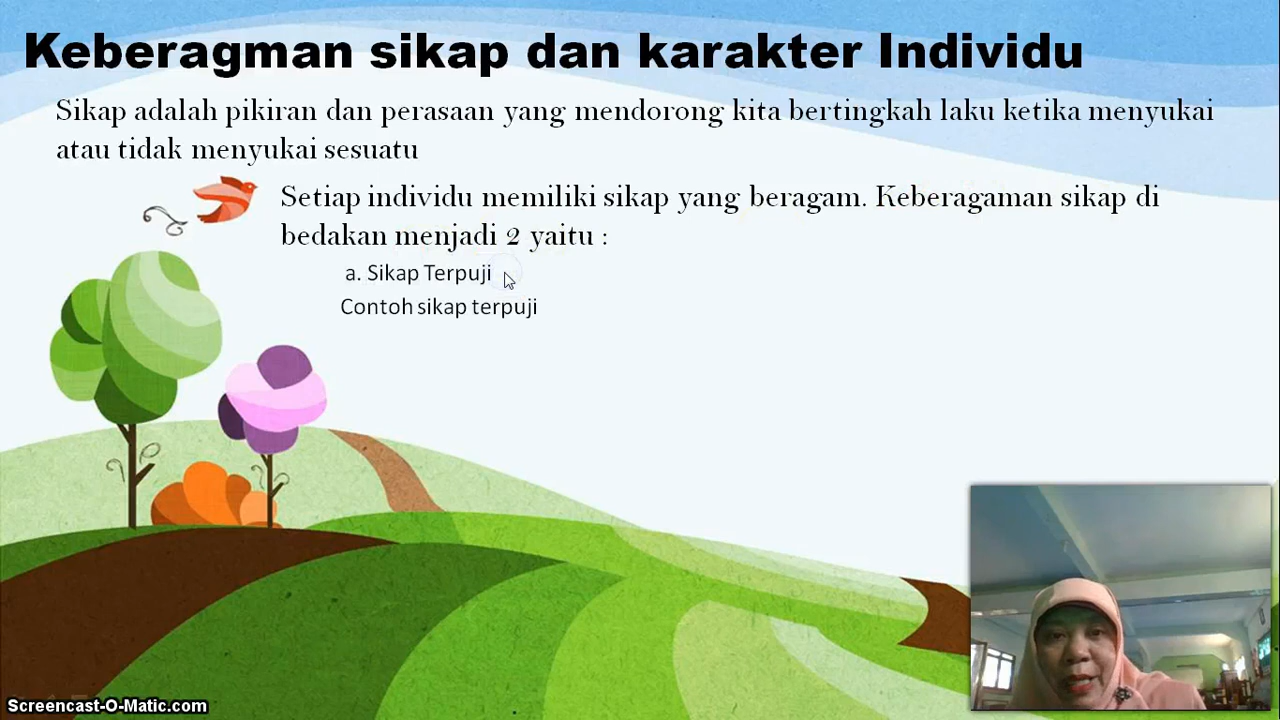 Keberagman sikap dan karakter Individu
Sikap adalah pikiran dan perasaan yang mendorong kita bertingkah laku ketika menyukai
atau tidak menyukai sesuatu
Setiap individu memiliki sikap yang beragam. Keberagaman sikap di
bedakan menjadi 2 yaitu :
a. Sikap Terpuji
Contoh sikap terpuji
Screencast-O-Matic.com